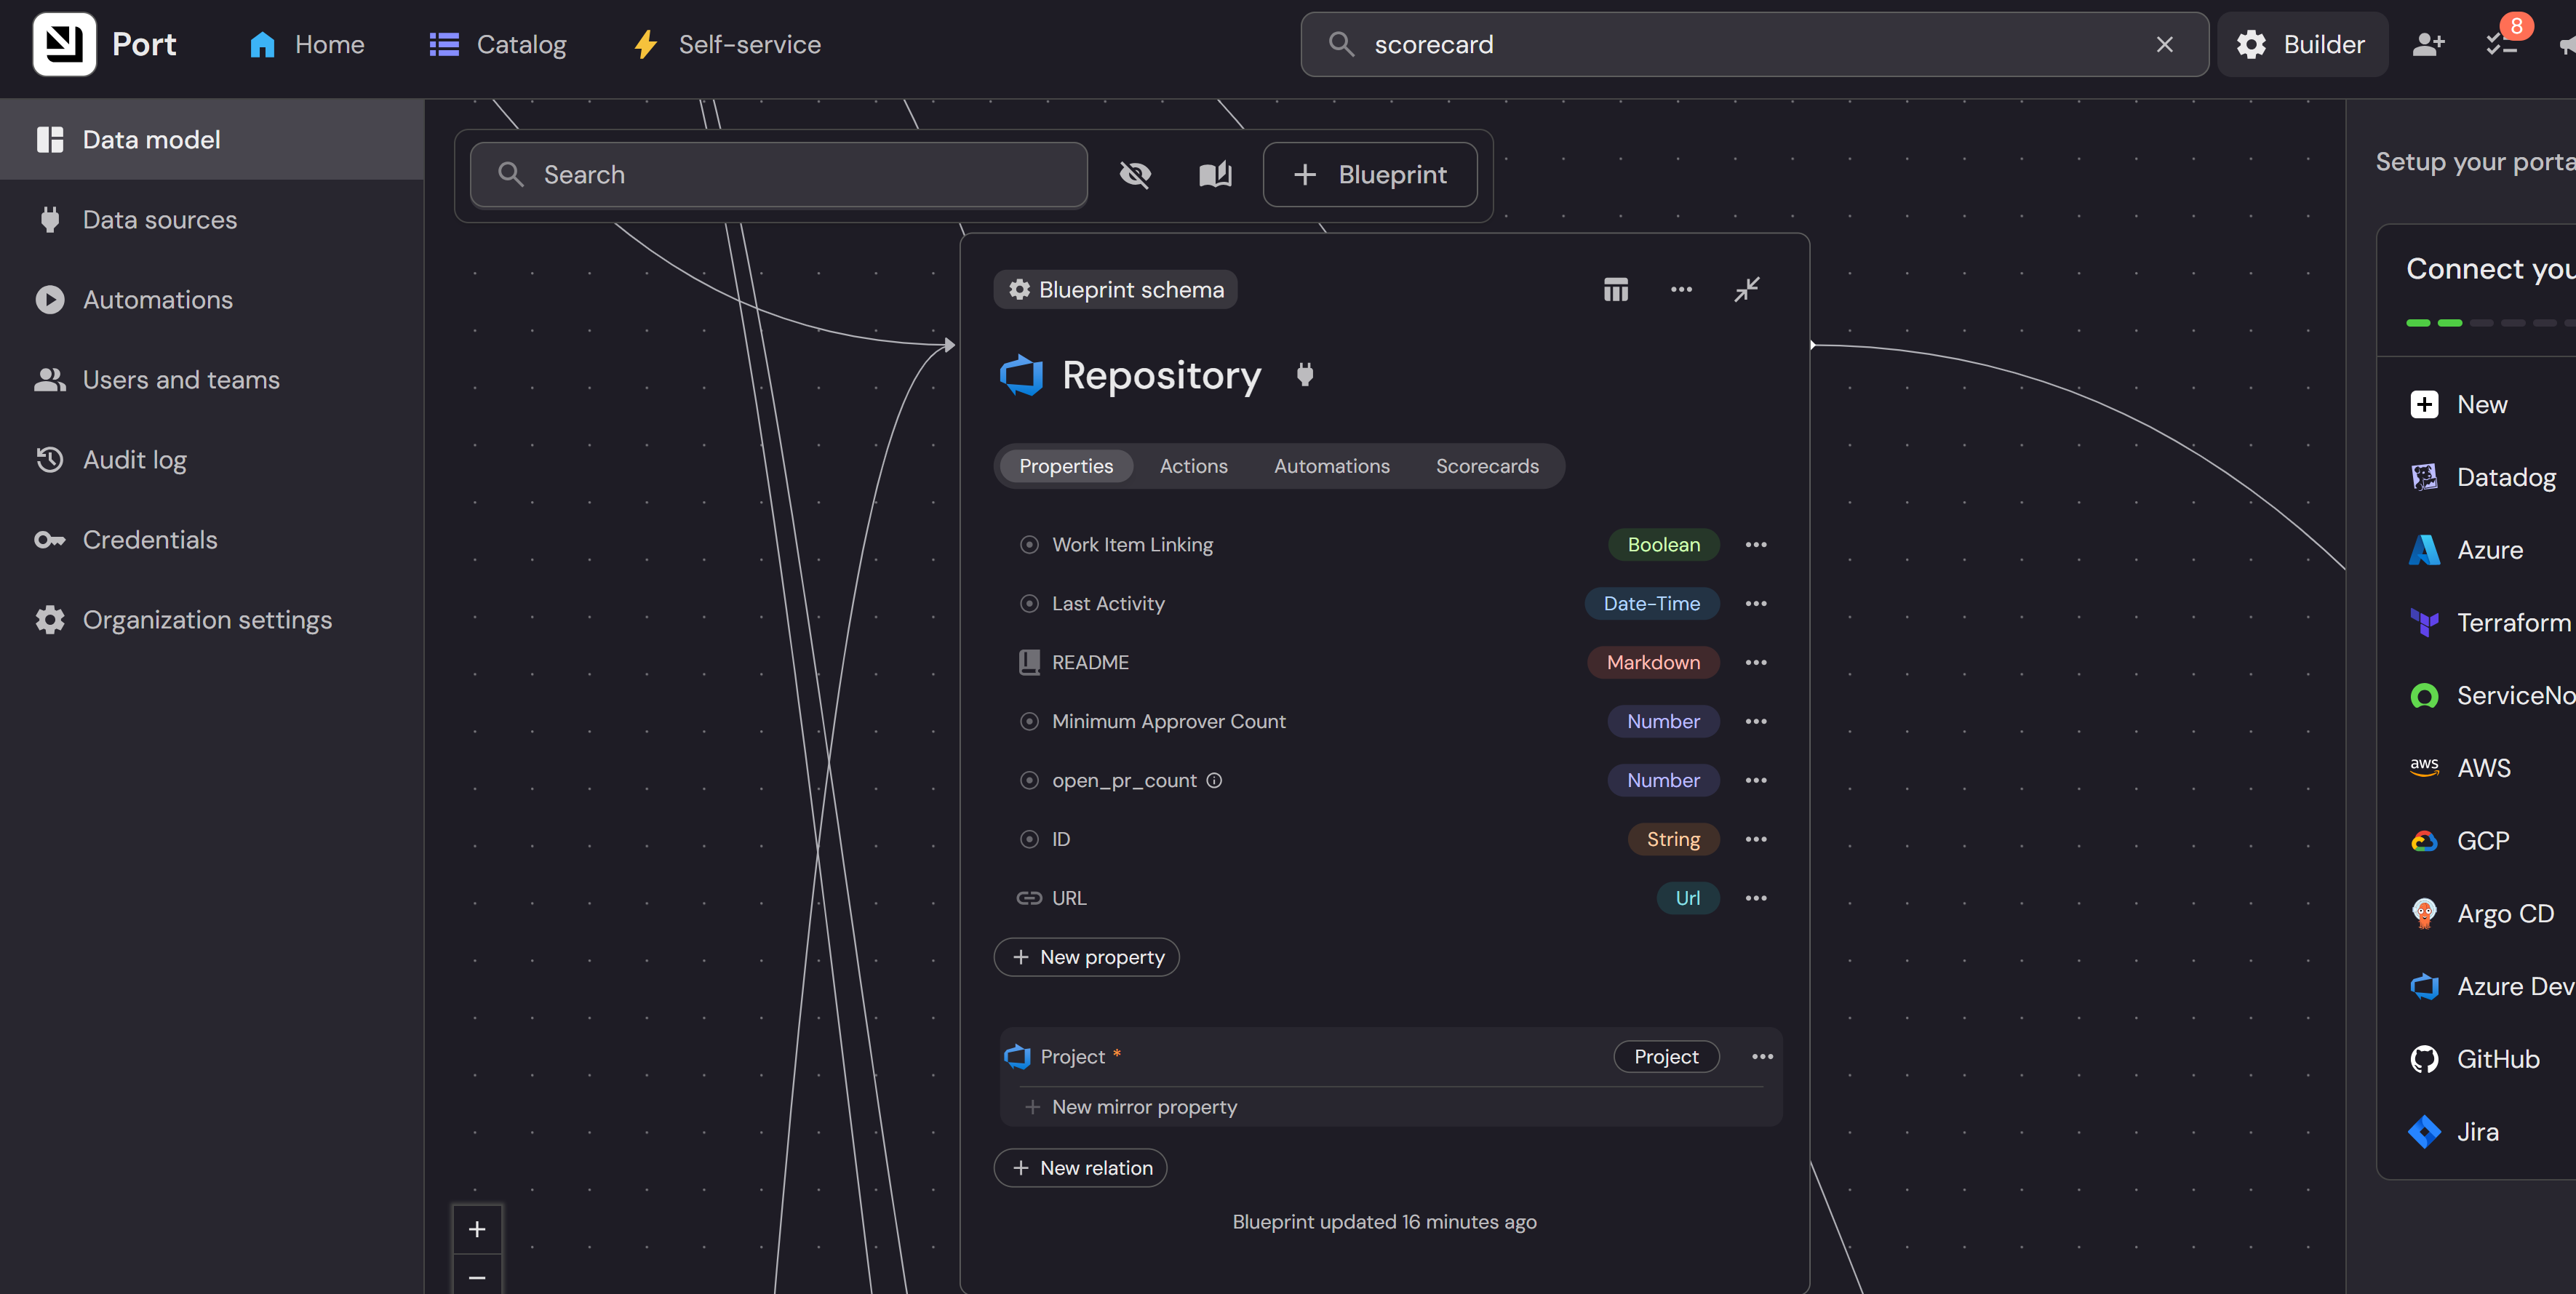 Port
Home
Catalog
Self-service
scorecard
Builder
8
Data model
Data sources
Automations
Users and teams
Audit log
Credentials
Organization settings
Search
Blueprint
Blueprint schema
Repository
Properties
Actions
Automations
Scorecards
Work Item Linking
Boolean
Last Activity
Date-Time
README
Markdown
Minimum Approver Count
Number
open_pr_count
Number
ID
String
URL
Url
+ New property
Project *
Project
+ New mirror property
+ New relation
Blueprint updated 16 minutes ago
Setup your porta
Connect you
New
Datadog
Azure
Terraform
ServiceNo
aws
AWS
GCP
Argo CD
Azure Dev
GitHub
Jira